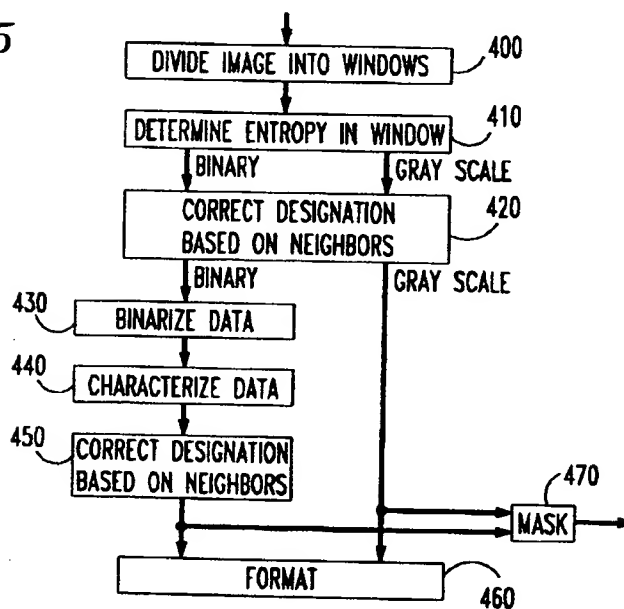 5
DIVIDE IMAGE INTO WINDOWS
400
DETERMINE ENTROPY IN WINDOW
410
BINARY
GRAY SCALE
CORRECT DESIGNATION
BASED ON NEIGHBORS
420
BINARY
GRAY SCALE
430
BINARIZE DATA
440
CHARACTERIZE DATA
450
CORRECT DESIGNATION
BASED ON NEIGHBORS
470
MASK
FORMAT
460